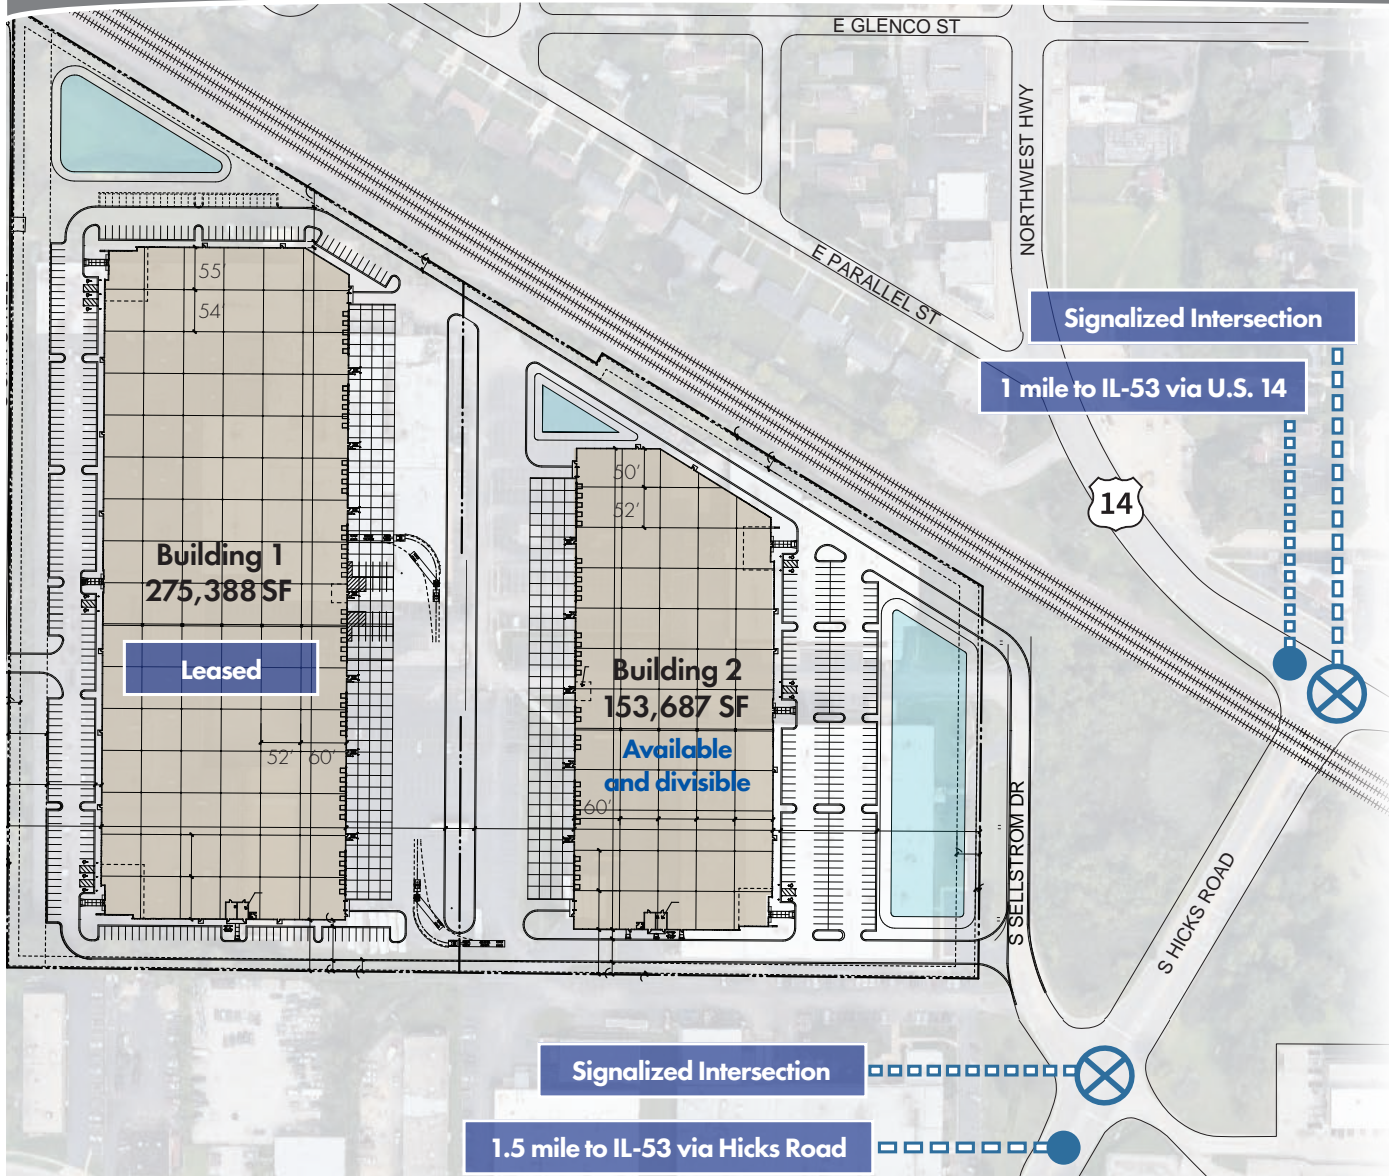 E GLENCO ST
NORTHWEST HWY
E PARALLEL ST
Signalized Intersection
1 mile to IL-53 via U.S. 14
14
55'
54'
Building 1
275,388 SF
Leased
52' 60'
50'
52'
Building 2
153,687 SF
Available
and divisible
60'
S SELLSTROM DR
S HICKS ROAD
Signalized Intersection
1.5 mile to IL-53 via Hicks Road